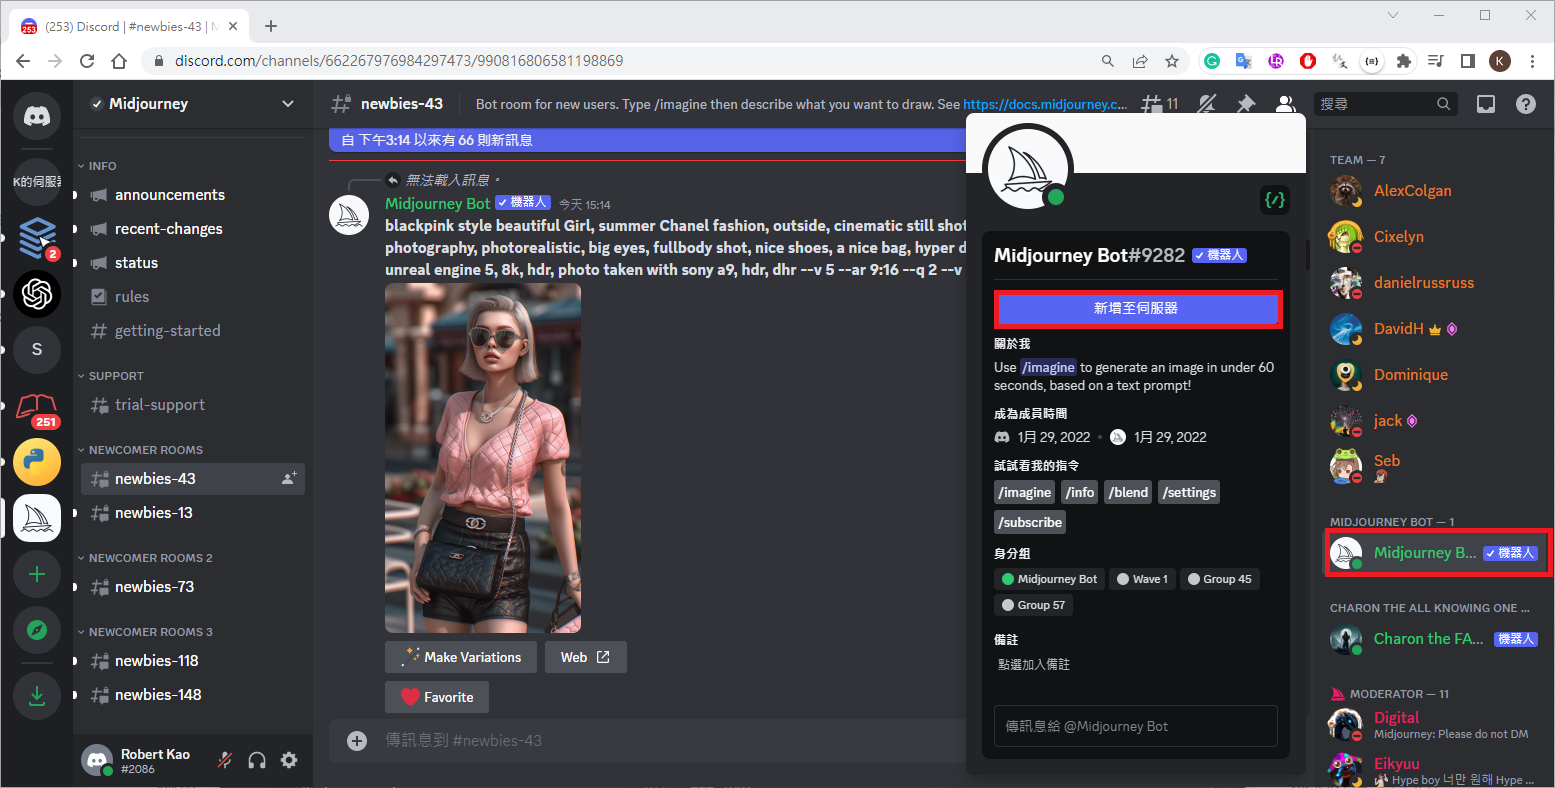 (253) Discord | #newbies-43 | M
discord.com/channels/662267976984297473/990816806581198869
K
253
K的伺服器
2
S
251
Midjourney
INFO
announcements
recent-changes
status
rules
getting-started
SUPPORT
trial-support
NEWCOMER ROOMS
newbies-43
newbies-13
NEWCOMER ROOMS 2
newbies-73
NEWCOMER ROOMS 3
newbies-118
newbies-148
Robert Kao
#2086
newbies-43
Bot room for new users. Type /imagine then describe what you want to draw. See https://docs.midjourney.c...
11
搜尋
自 下午3:14 以來有 66 則新訊息
無法載入訊息。
Midjourney Bot ✓ 機器人 今天 15:14
blackpink style beautiful Girl, summer Chanel fashion, outside, cinematic still shot
photography, photorealistic, big eyes, fullbody shot, nice shoes, a nice bag, hyper d
unreal engine 5, 8k, hdr, photo taken with sony a9, hdr, dhr --v 5 --ar 9:16 --q 2 --v
Make Variations
Web
Favorite
傳訊息到 #newbies-43
{/}
Midjourney Bot#9282 ✓ 機器人
新增至伺服器
關於我
Use /imagine to generate an image in under 60
seconds, based on a text prompt!
成為成員時間
1月 29, 2022 • 1月 29, 2022
試試看我的指令
/imagine /info /blend /settings
/subscribe
身分組
Midjourney Bot Wave 1 Group 45
Group 57
備註
點選加入備註
傳訊息給 @Midjourney Bot
TEAM — 7
AlexColgan
Cixelyn
danielrussruss
DavidH
Dominique
jack
Seb
MIDJOURNEY BOT — 1
Midjourney B... ✓ 機器人
CHARON THE ALL KNOWING ONE ...
Charon the FA... 機器人
MODERATOR — 11
Digital
Midjourney: Please do not DM
Eikyuu
Hype boy 너만 원해 Hype ...